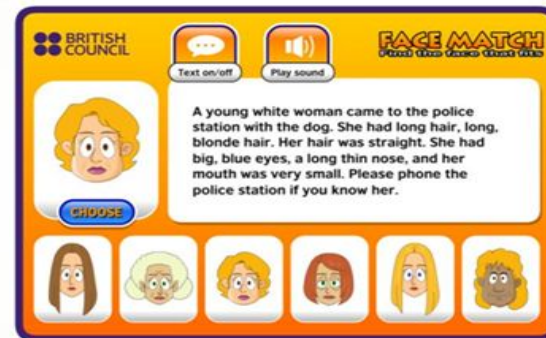 BRITISH
COUNCIL
Text on/off
Play sound
FACE MATCH
Find the face that fits
A young white woman came to the police
station with the dog. She had long hair, long,
blonde hair. Her hair was straight. She had
big, blue eyes, a long thin nose, and her
mouth was very small. Please phone the
police station if you know her.
CHOOSE